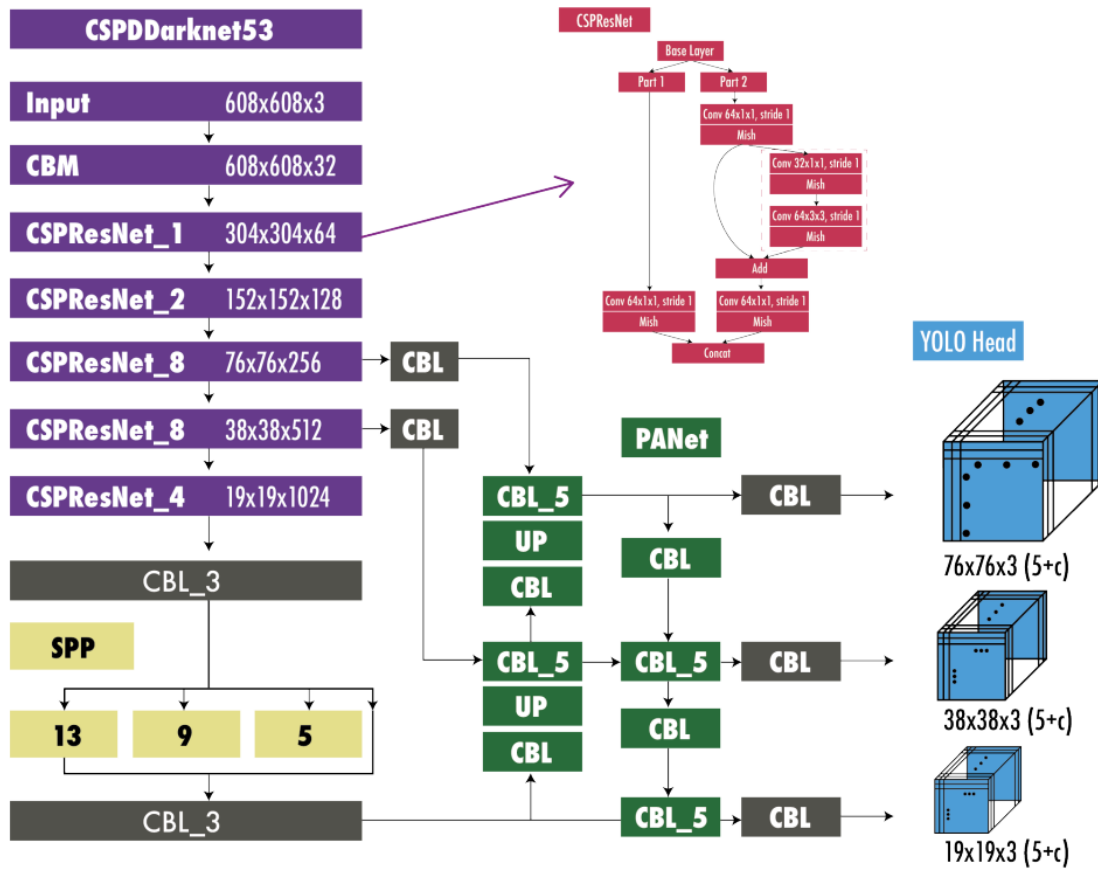 CSPDDarknet53
Input 608x608x3
CBM 608x608x32
CSPResNet_1 304x304x64
CSPResNet_2 152x152x128
CSPResNet_8 76x76x256
CSPResNet_8 38x38x512
CSPResNet_4 19x19x1024
CBL_3
SPP
13 9 5
CBL_3
CSPResNet
Base Layer
Part 1 Part 2
Conv 64x1x1, stride 1
Mish
Conv 32x1x1, stride 1
Mish
Conv 64x3x3, stride 1
Mish
Add
Conv 64x1x1, stride 1 Conv 64x1x1, stride 1
Mish Mish
Concat
CBL
CBL
PANet
CBL_5
UP
CBL
CBL_5
UP
CBL
CBL
CBL_5
CBL
CBL_5
CBL
CBL
CBL
YOLO Head
76x76x3 (5+c)
38x38x3 (5+c)
19x19x3 (5+c)